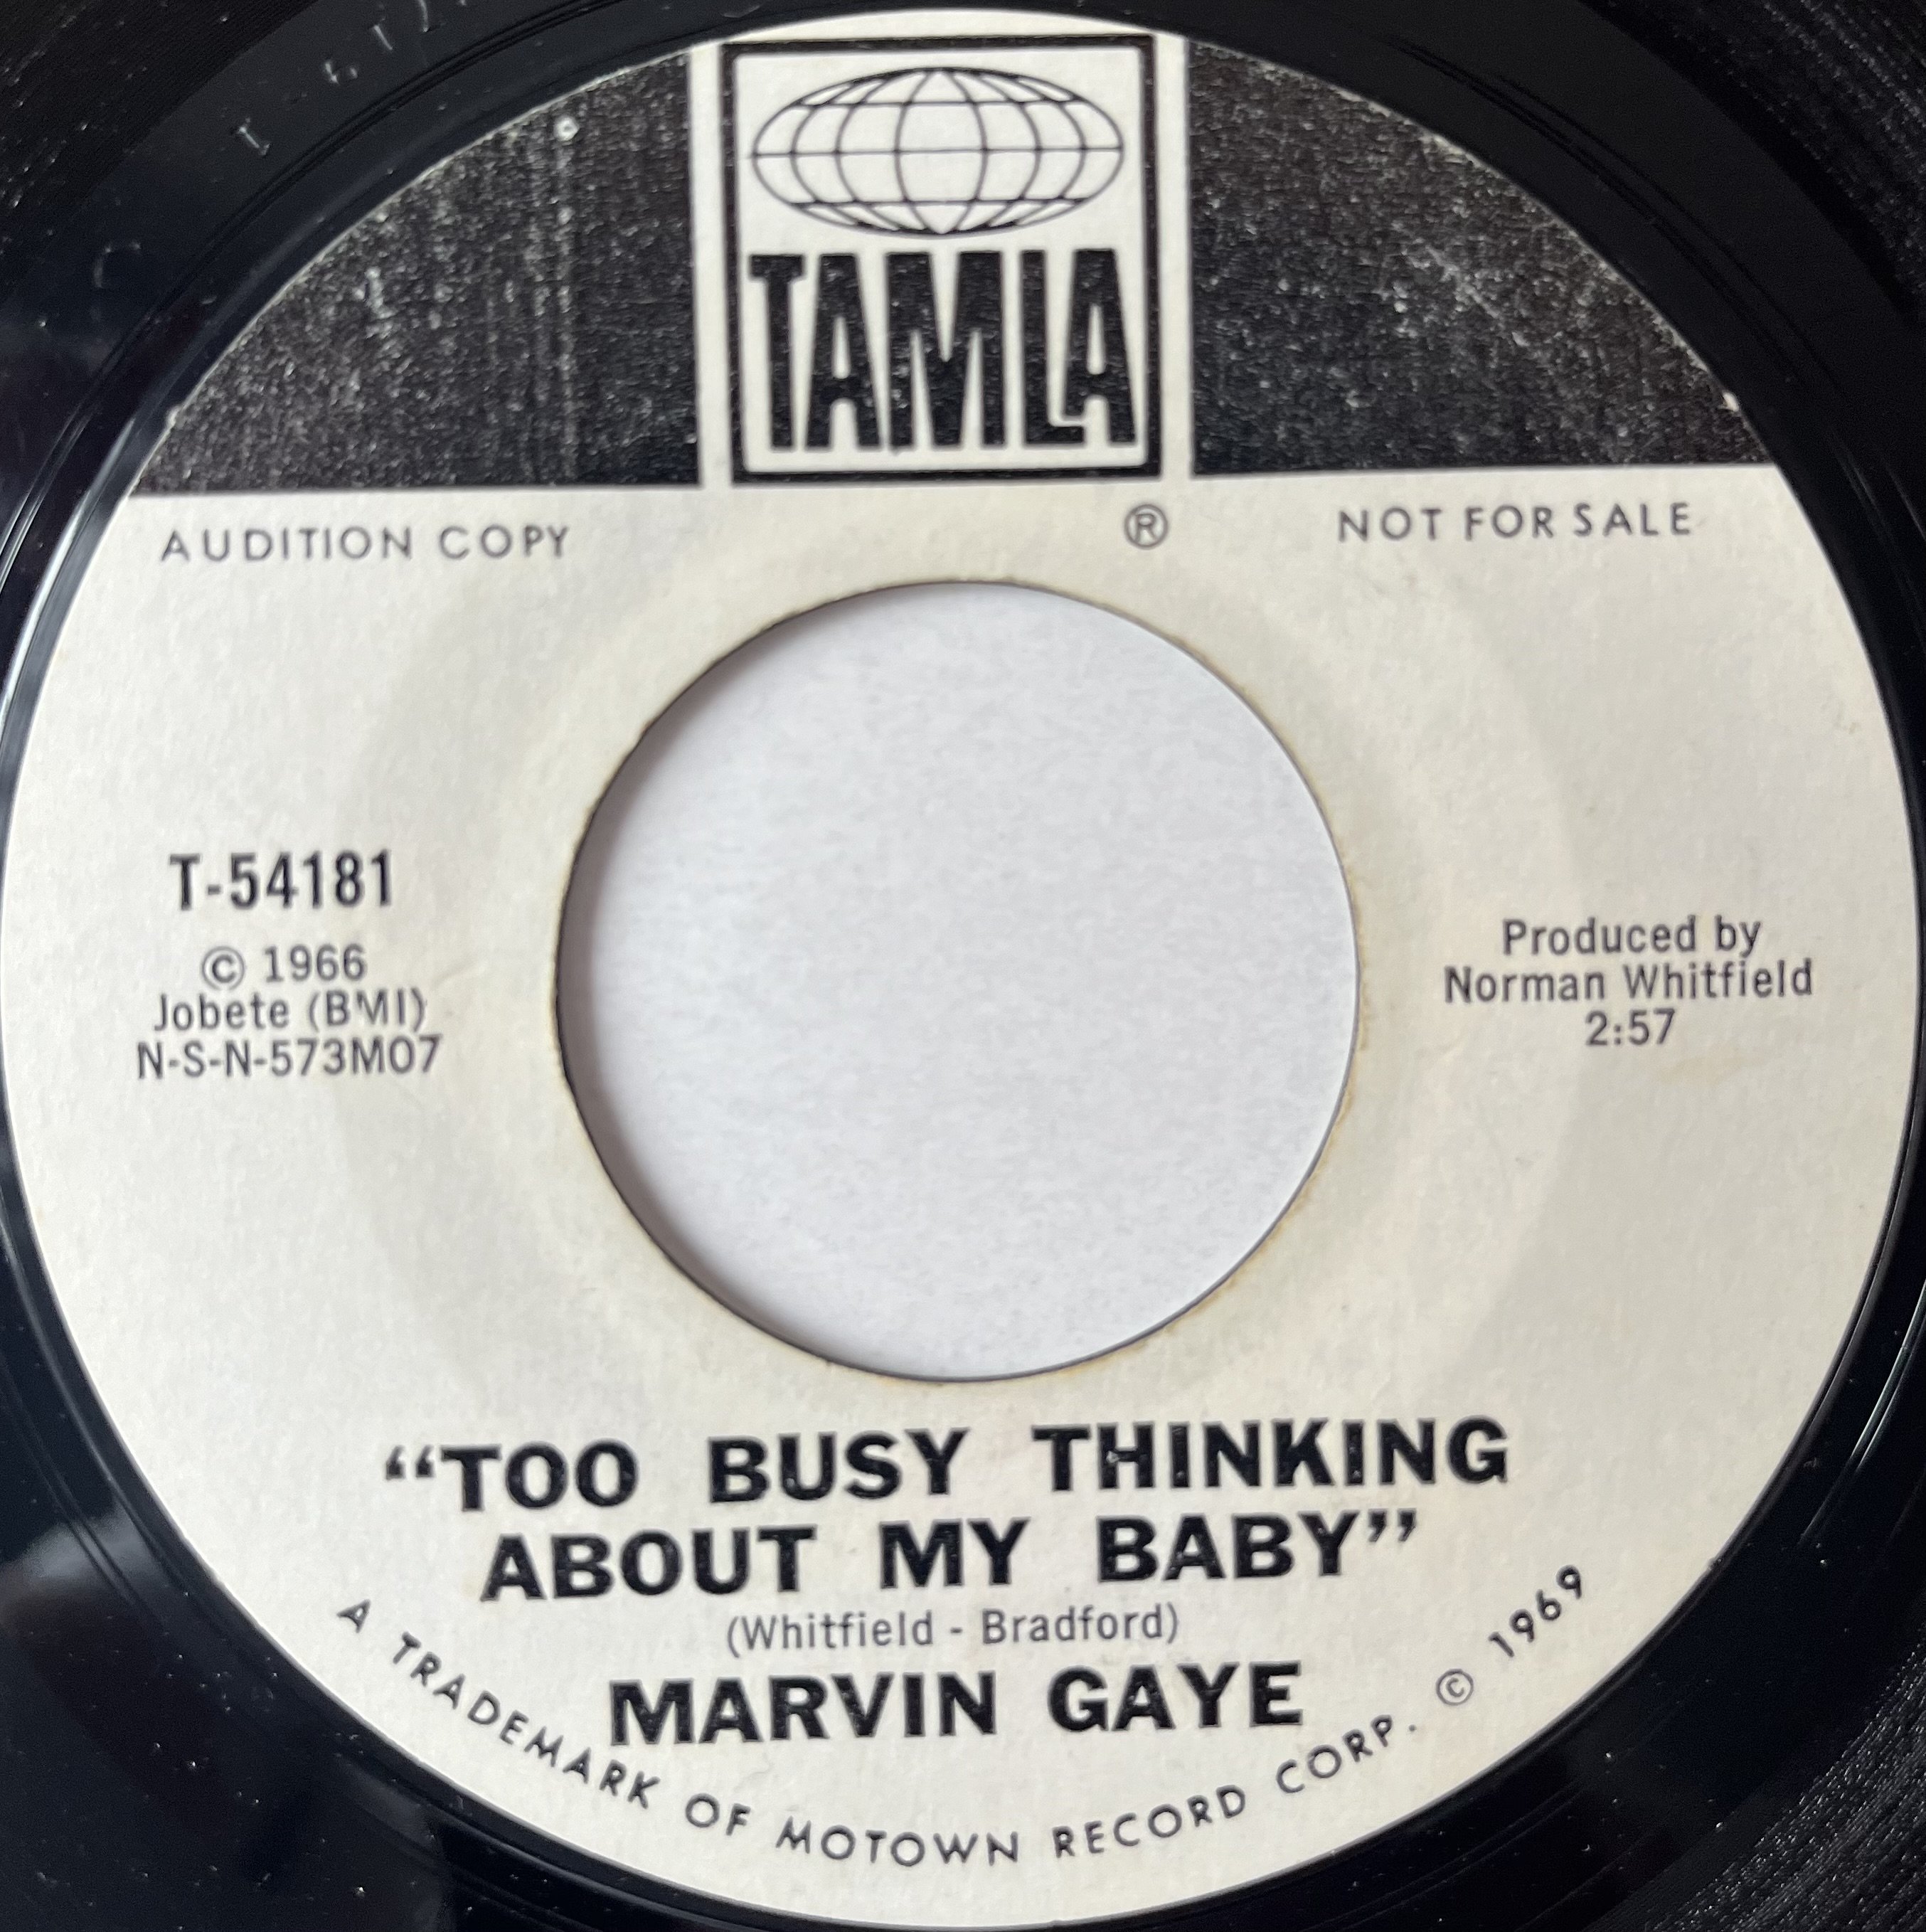 TAMLA
AUDITION COPY
®
NOT FOR SALE
T-54181
© 1966
Jobete (BMI)
N-S-N-573MO7
Produced by
Norman Whitfield
2:57
“TOO BUSY THINKING
ABOUT MY BABY”
(Whitfield - Bradford)
MARVIN GAYE
A TRADEMARK OF MOTOWN RECORD CORP. © 1969